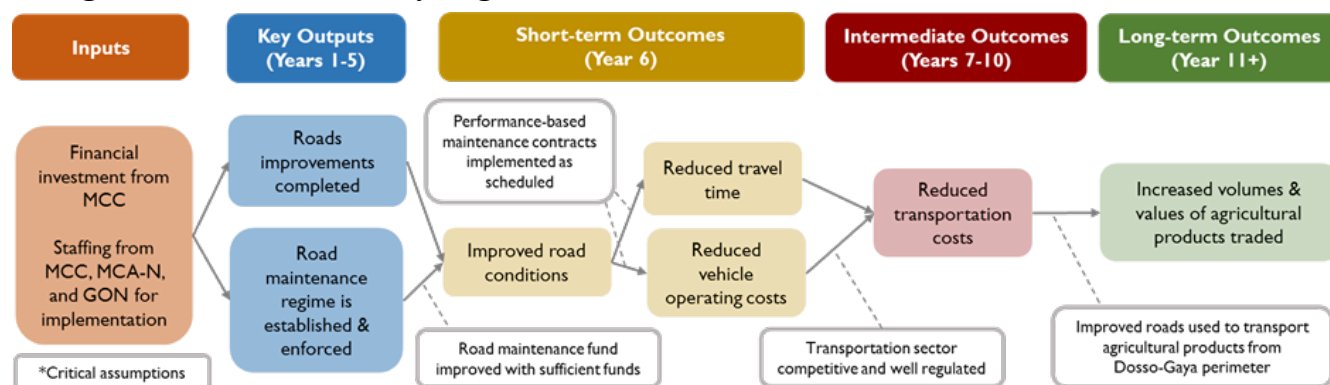 Inputs
Key Outputs
(Years 1-5)
Short-term Outcomes
(Year 6)
Intermediate Outcomes
(Years 7-10)
Long-term Outcomes
(Year 11+)
Financial
investment from
MCC
Staffing from
MCC, MCA-N,
and GON for
implementation
*Critical assumptions
Roads
improvements
completed
Road
maintenance
regime is
established &
enforced
Performance-based
maintenance contracts
implemented as
scheduled
Improved road
conditions
Road maintenance fund
improved with sufficient funds
Reduced travel
time
Reduced
vehicle
operating costs
Transportation sector
competitive and well regulated
Reduced
transportation
costs
Increased volumes &
values of agricultural
products traded
Improved roads used to transport
agricultural products from
Dosso-Gaya perimeter